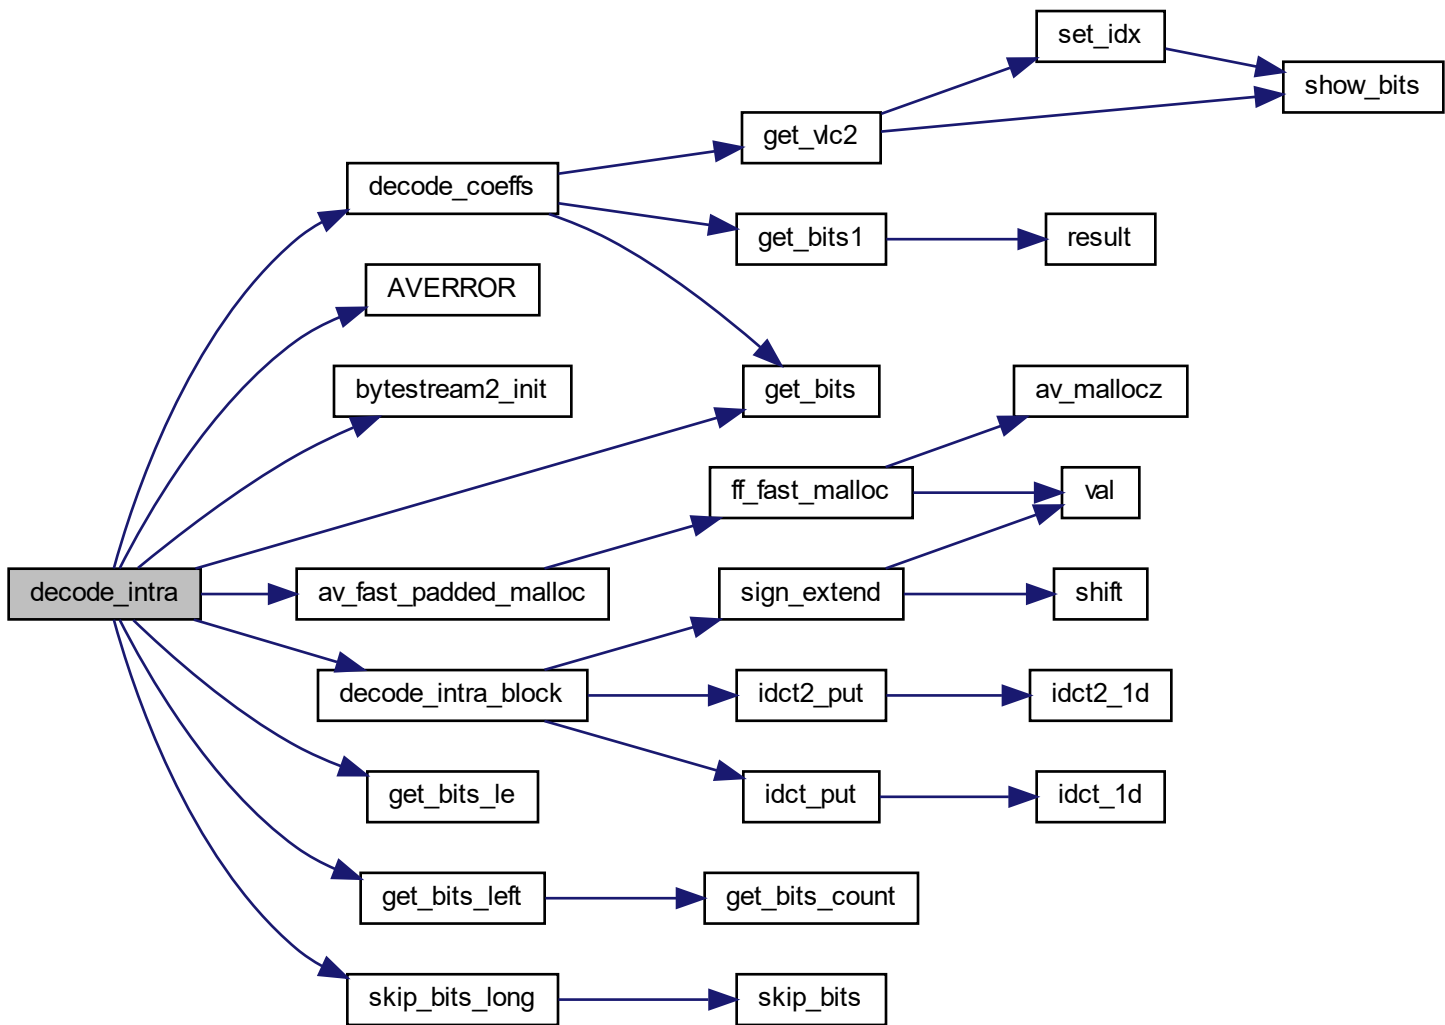 set_idx
show_bits
get_vlc2
decode_coeffs
get_bits1
result
AVERROR
bytestream2_init
get_bits
av_mallocz
ff_fast_malloc
val
decode_intra
av_fast_padded_malloc
sign_extend
shift
decode_intra_block
idct2_put
idct2_1d
get_bits_le
idct_put
idct_1d
get_bits_left
get_bits_count
skip_bits_long
skip_bits